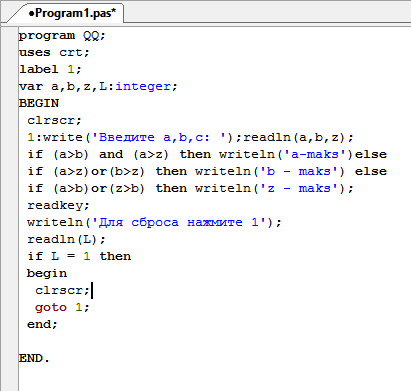 •Program1.pas*
program QQ;
uses crt;
label 1;
var a,b,z,L:integer;
BEGIN
clrscr;
1:write('Введите a,b,c: ');readln(a,b,z);
if (a>b) and (a>z) then writeln('a-maks')else
if (a>z)or(b>z) then writeln('b - maks') else
if (a>b)or(z>b) then writeln('z - maks');
readkey;
writeln('Для сброса нажмите 1');
readln(L);
if L = 1 then
begin
clrscr;
goto 1;
end;
END.